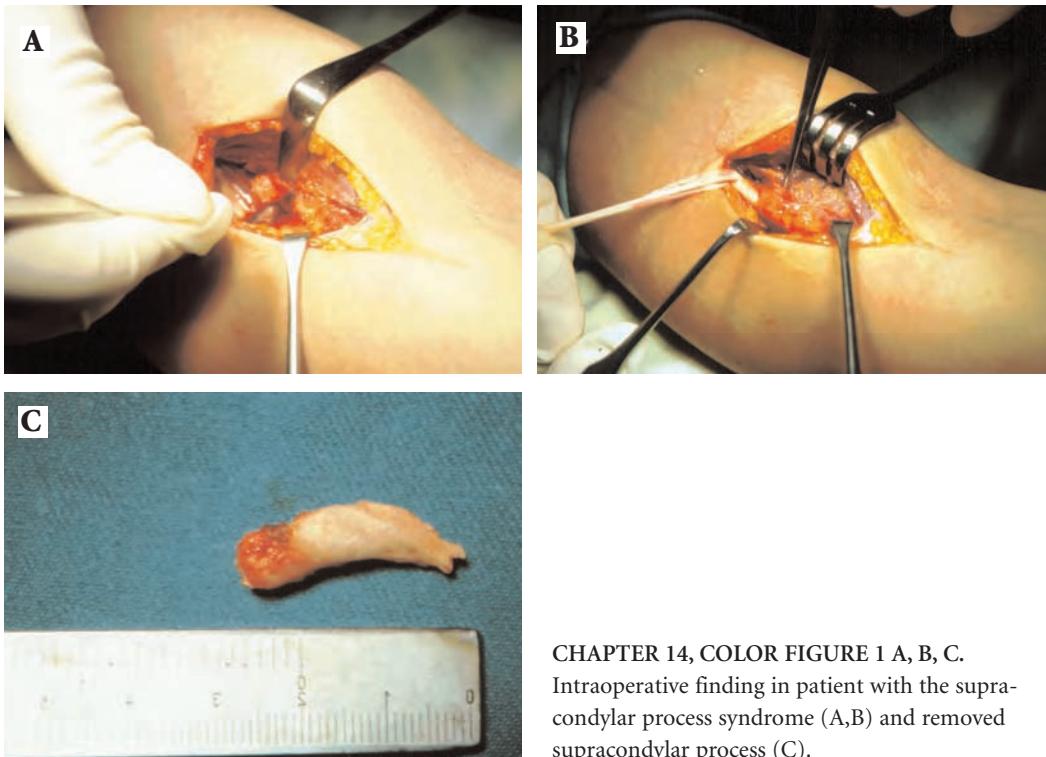 A
B
C
0
CHAPTER 14, COLOR FIGURE 1 A, B, C.
Intraoperative finding in patient with the supra-
condylar process syndrome (A,B) and removed
supracondylar process (C).